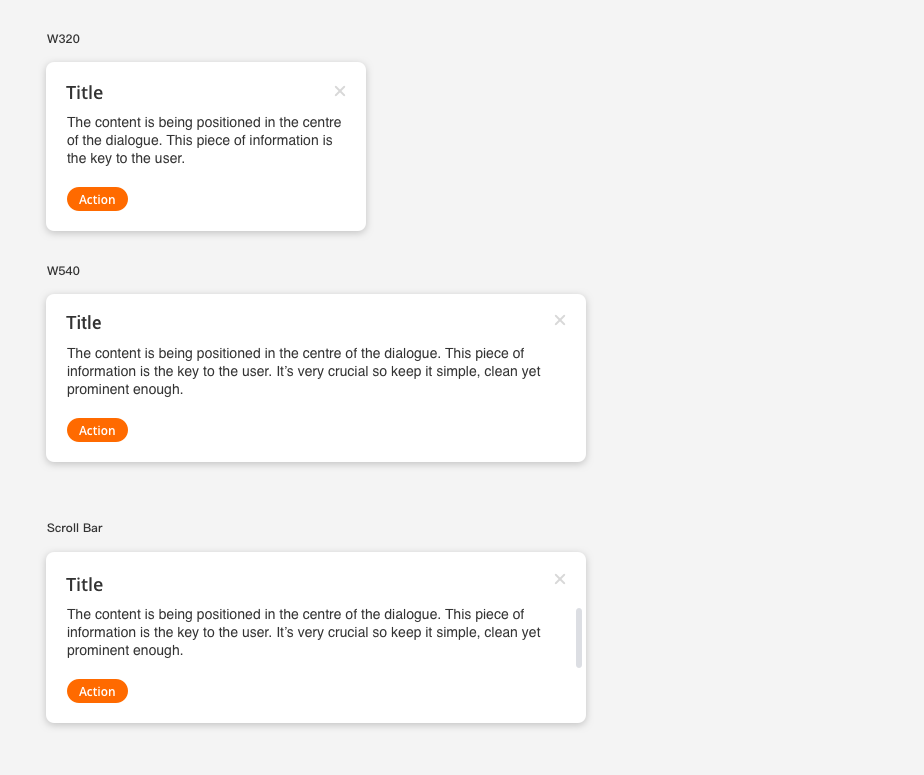 W320
Title
The content is being positioned in the centre
of the dialogue. This piece of information is
the key to the user.
Action
W540
Title
The content is being positioned in the centre of the dialogue. This piece of
information is the key to the user. It’s very crucial so keep it simple, clean yet
prominent enough.
Action
Scroll Bar
Title
The content is being positioned in the centre of the dialogue. This piece of
information is the key to the user. It’s very crucial so keep it simple, clean yet
prominent enough.
Action